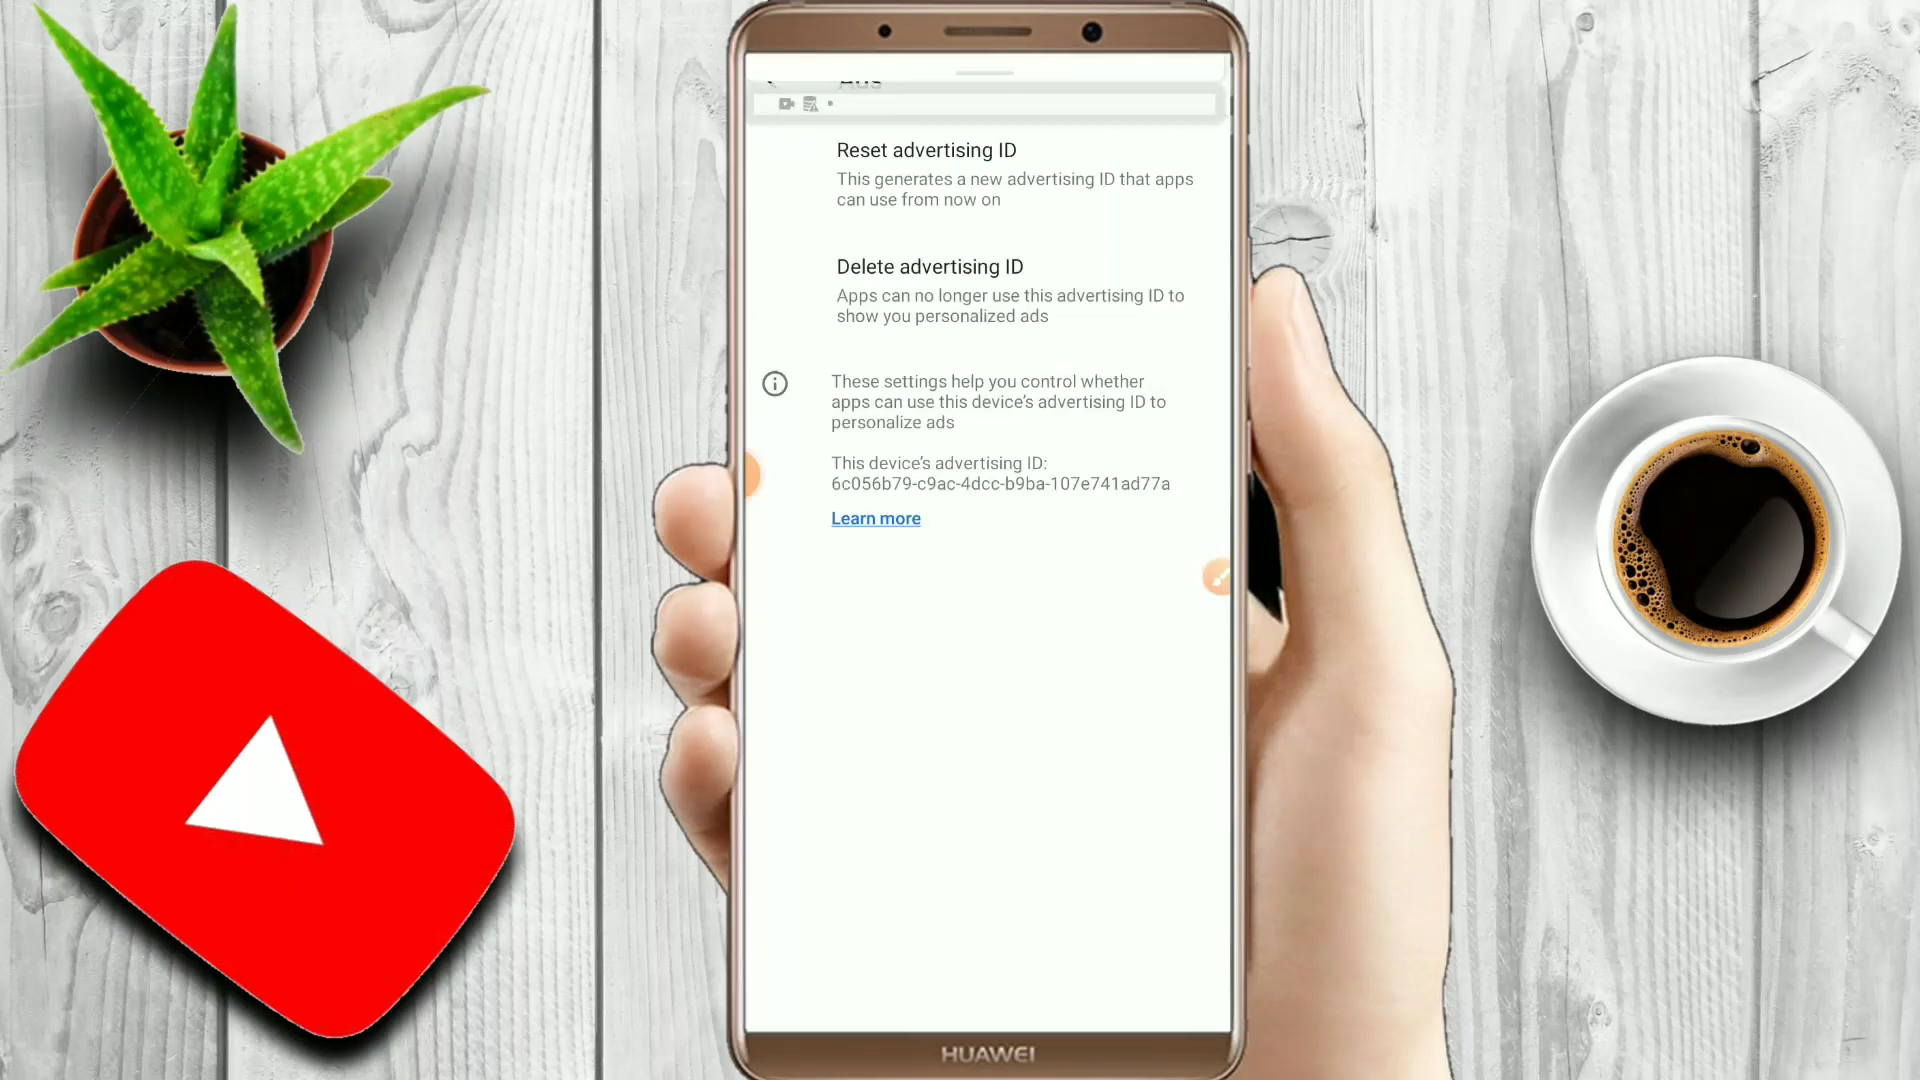 Ads
Reset advertising ID
This generates a new advertising ID that apps
can use from now on
Delete advertising ID
Apps can no longer use this advertising ID to
show you personalized ads
These settings help you control whether
apps can use this device’s advertising ID to
personalize ads
This device’s advertising ID:
6c056b79-c9ac-4dcc-b9ba-107e741ad77a
Learn more
HUAWEI